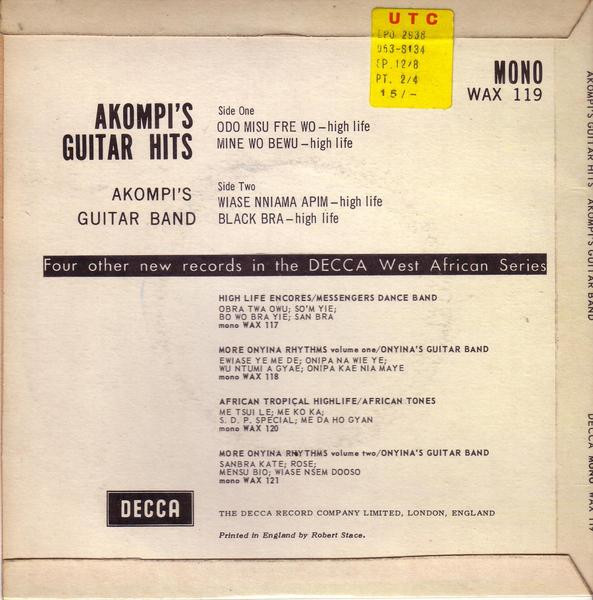 UTC
EPO 2938
063-S134
EP. 12/8
PT. 2/4
15/-
MONO
WAX 119
AKOMPI'S
GUITAR HITS
AKOMPI'S
GUITAR BAND
Side One
ODO MISU FRE WO – high life
MINE WO BEWU – high life
Side Two
WIASE NNIAMA APIM – high life
BLACK BRA – high life
Four other new records in the DECCA West African Series
HIGH LIFE ENCORES/MESSENGERS DANCE BAND
OBRA TWA OWU; SO'M YIE;
BO WO BRA YIE; SAN BRA
mono WAX 117
MORE ONYINA RHYTHMS volume one/ONYINA'S GUITAR BAND
EWIASE YE ME DE; ONIPA NA WIE YE;
WU NTUMI A GYAE; ONIPA KAE NIA MAYE
mono WAX 118
AFRICAN TROPICAL HIGHLIFE/AFRICAN TONES
ME TSUI LE; ME KO KA;
S. D. P. SPECIAL; ME DA HO GYAN
mono WAX 120
MORE ONYINA RHYTHMS volume two/ONYINA'S GUITAR BAND
SANBRA KATE; ROSE;
MENSU BIO; WIASE NSEM DOOSO
mono WAX 121
DECCA
THE DECCA RECORD COMPANY LIMITED, LONDON, ENGLAND
Printed in England by Robert Stace.
AKOMPI'S GUITAR HITS AKOMPI'S GUITAR BAND
DECCA MONO WAX 119